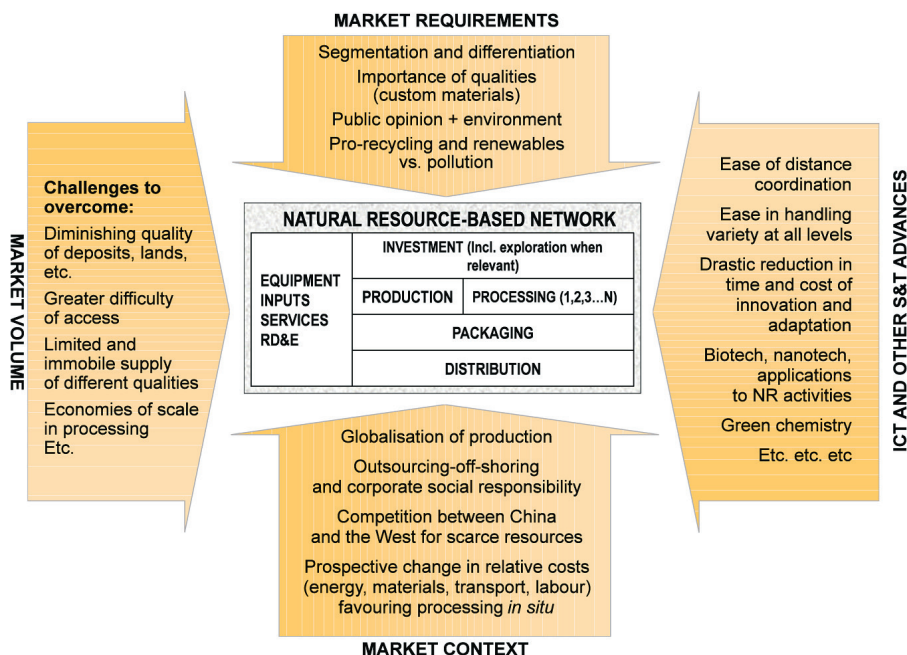 MARKET REQUIREMENTS
Segmentation and differentiation
Importance of qualities
(custom materials)
Public opinion + environment
Pro-recycling and renewables
vs. pollution
MARKET VOLUME
Challenges to
overcome:
Diminishing quality
of deposits, lands,
etc.
Greater difficulty
of access
Limited and
immobile supply
of different qualities
Economies of scale
in processing
Etc.
NATURAL RESOURCE-BASED NETWORK
EQUIPMENT
INPUTS
SERVICES
RD&E
INVESTMENT (Incl. exploration when
relevant)
PRODUCTION
PROCESSING (1,2,3...N)
PACKAGING
DISTRIBUTION
Ease of distance
coordination
Ease in handling
variety at all levels
Drastic reduction in
time and cost of
innovation and
adaptation
Biotech, nanotech,
applications
to NR activities
Green chemistry
Etc. etc. etc
ICT AND OTHER S&T ADVANCES
Globalisation of production
Outsourcing-off-shoring
and corporate social responsibility
Competition between China
and the West for scarce resources
Prospective change in relative costs
(energy, materials, transport, labour)
favouring processing in situ
MARKET CONTEXT